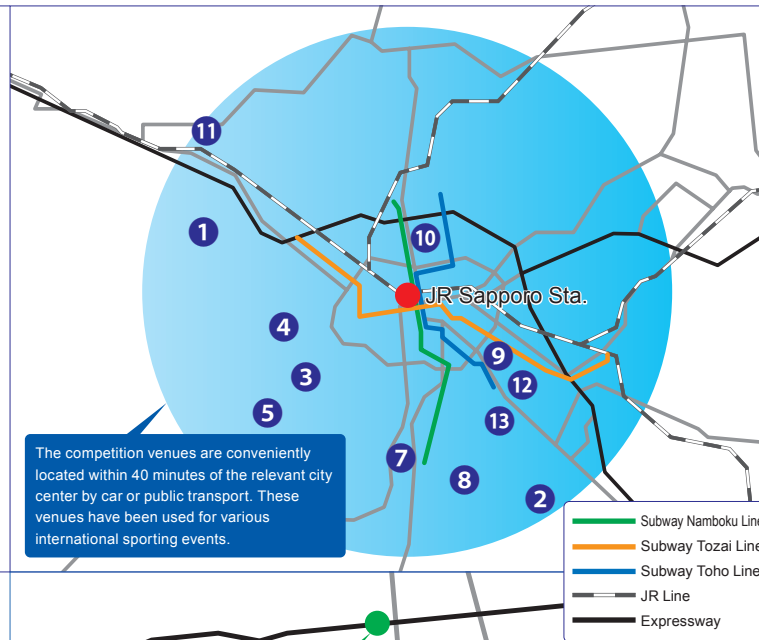 11
1
10
JR Sapporo Sta.
4
9
3
12
5
13
7
8
2
The competition venues are conveniently
located within 40 minutes of the relevant city
center by car or public transport. These
venues have been used for various
international sporting events.
Subway Namboku Line
Subway Tozai Line
Subway Toho Line
JR Line
Expressway